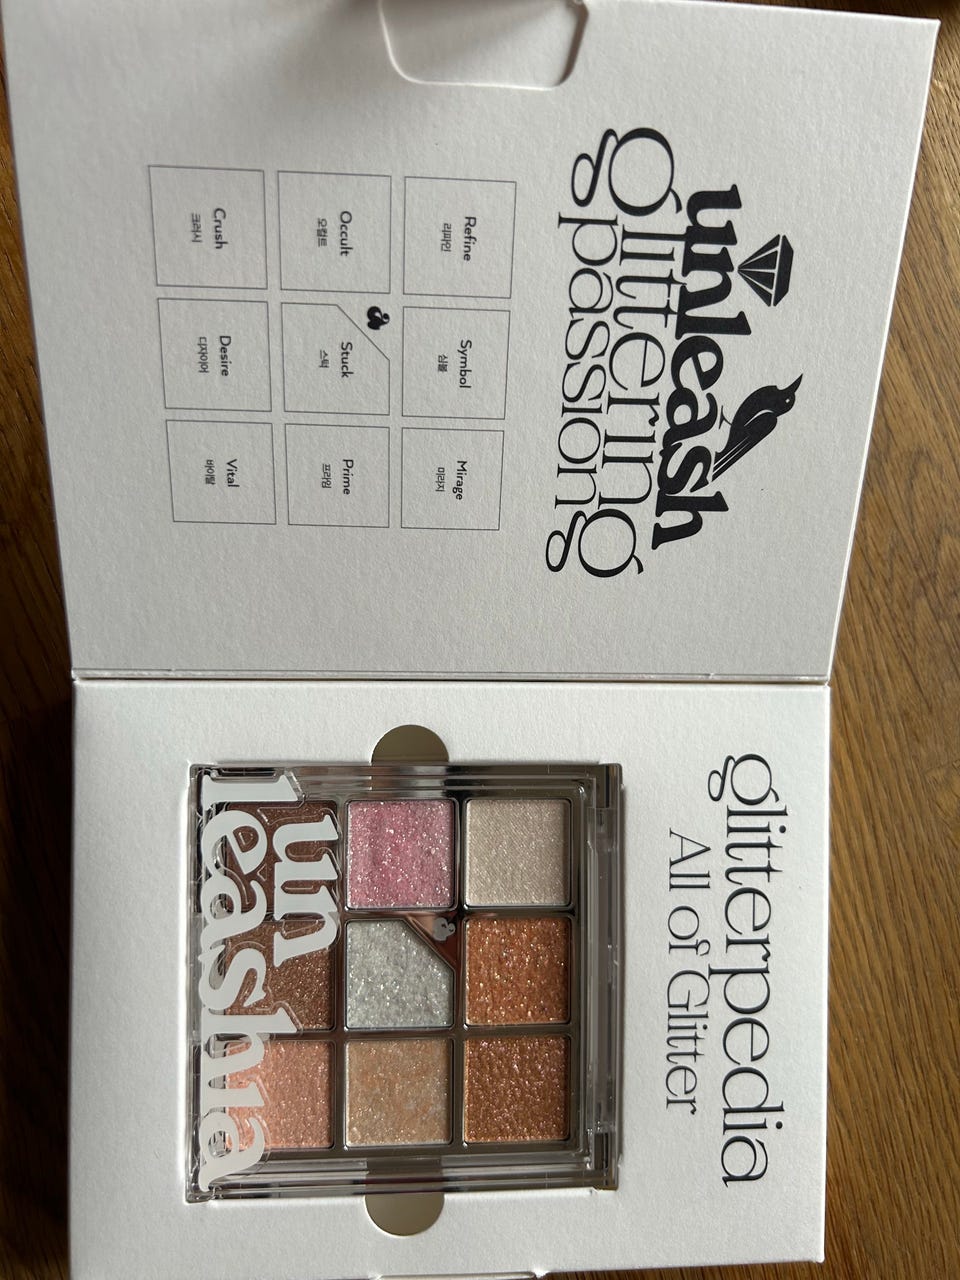 unleash
glittering
passion
Refine
리파인
Symbol
심볼
Mirage
미라지
Occult
오컬트
Stuck
스턱
Prime
프라임
Crush
크러시
Desire
디자이어
Vital
바이탈
glitterpedia
All of Glitter
un
leashia